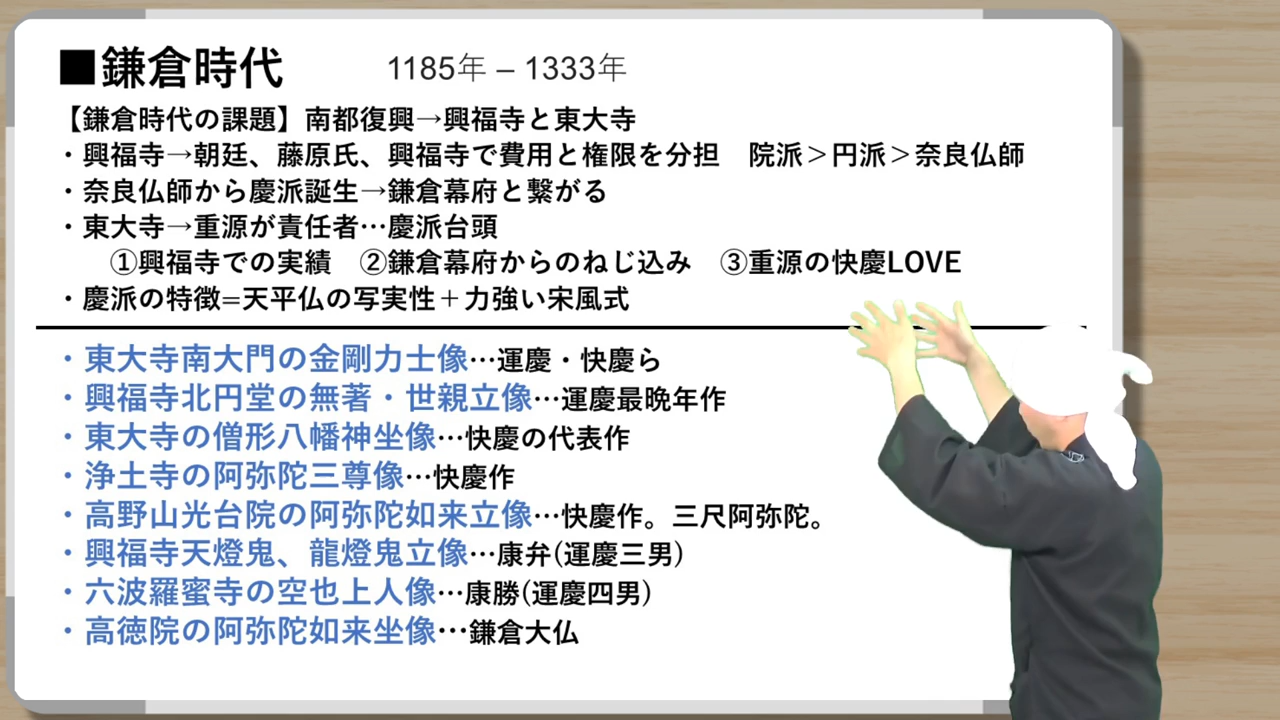 ■鎌倉時代 1185年 – 1333年
【鎌倉時代の課題】南都復興→興福寺と東大寺
・興福寺→朝廷、藤原氏、興福寺で費用と権限を分担 院派＞円派＞奈良仏師
・奈良仏師から慶派誕生→鎌倉幕府と繋がる
・東大寺→重源が責任者…慶派台頭
①興福寺での実績 ②鎌倉幕府からのねじ込み ③重源の快慶LOVE
・慶派の特徴=天平仏の写実性＋力強い宋風式
・東大寺南大門の金剛力士像…運慶・快慶ら
・興福寺北円堂の無著・世親立像…運慶最晩年作
・東大寺の僧形八幡神坐像…快慶の代表作
・浄土寺の阿弥陀三尊像…快慶作
・高野山光台院の阿弥陀如来立像…快慶作。三尺阿弥陀。
・興福寺天燈鬼、龍燈鬼立像…康弁(運慶三男)
・六波羅蜜寺の空也上人像…康勝(運慶四男)
・高徳院の阿弥陀如来坐像…鎌倉大仏